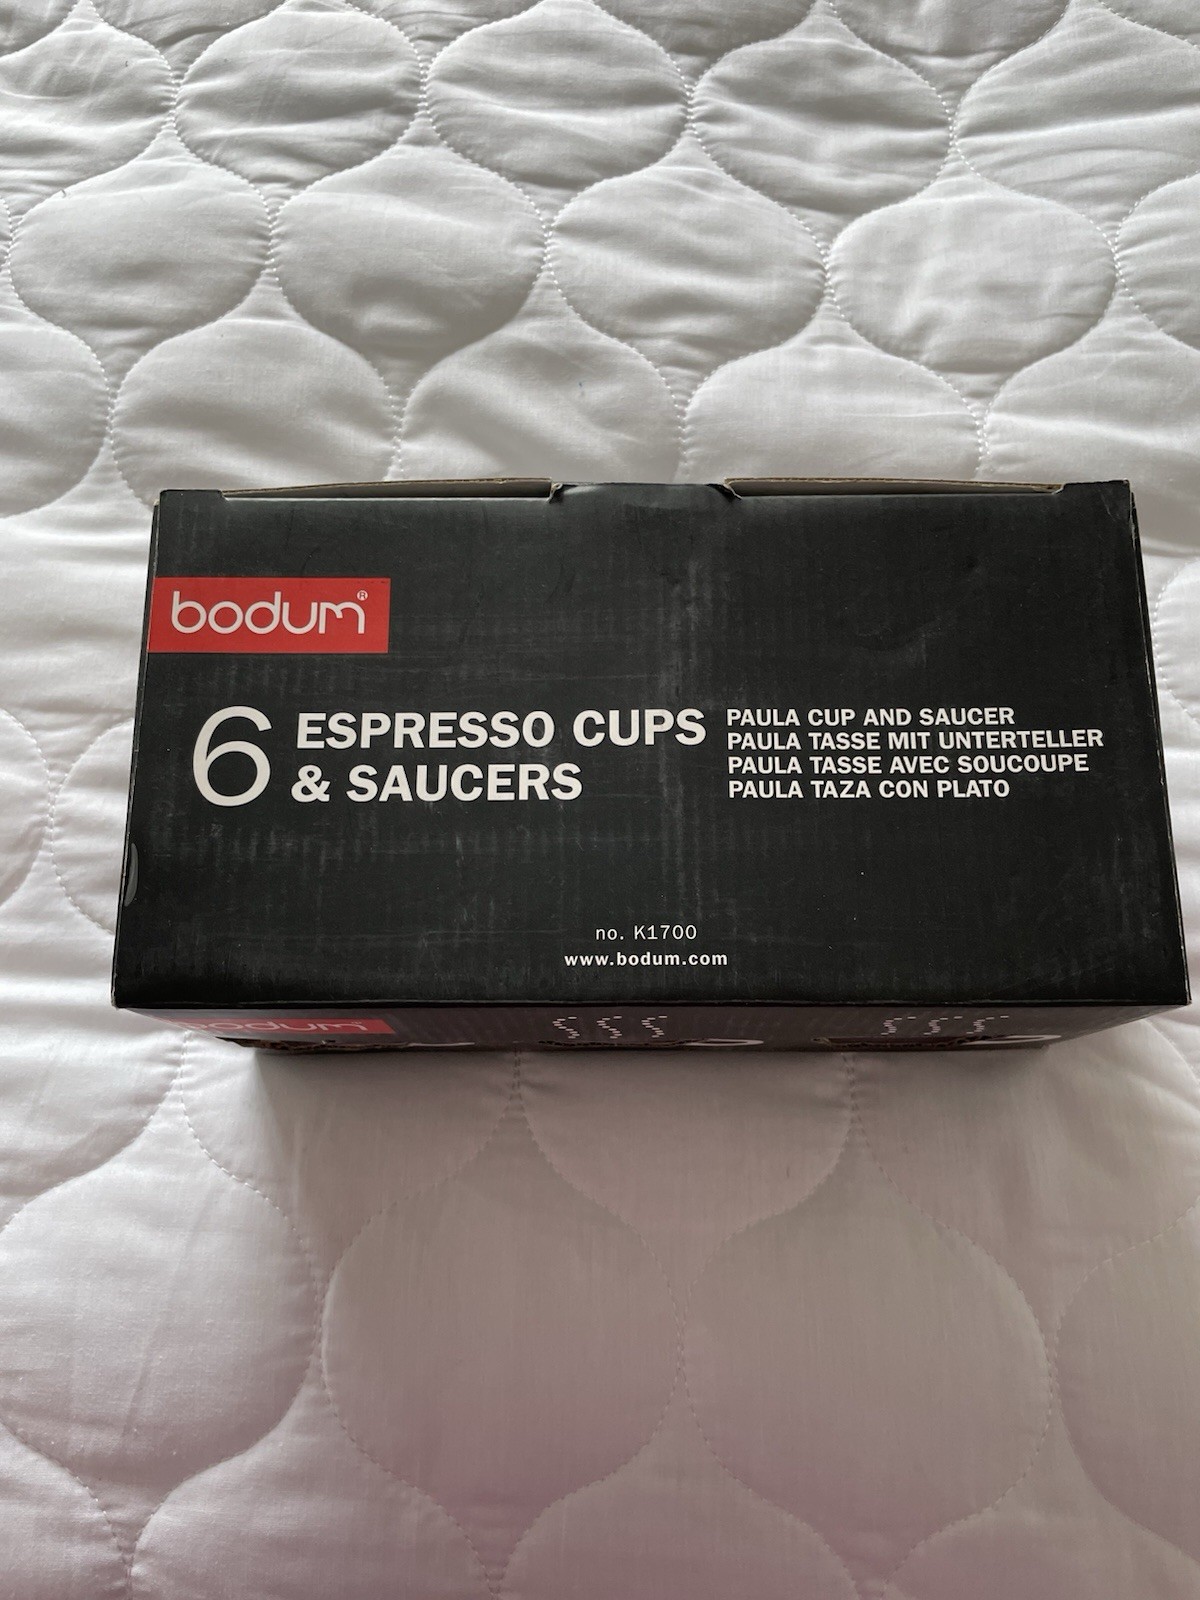 bodum®
6 ESPRESSO CUPS
& SAUCERS
PAULA CUP AND SAUCER
PAULA TASSE MIT UNTERTELLER
PAULA TASSE AVEC SOUCOUPE
PAULA TAZA CON PLATO
no. K1700
www.bodum.com
bodum